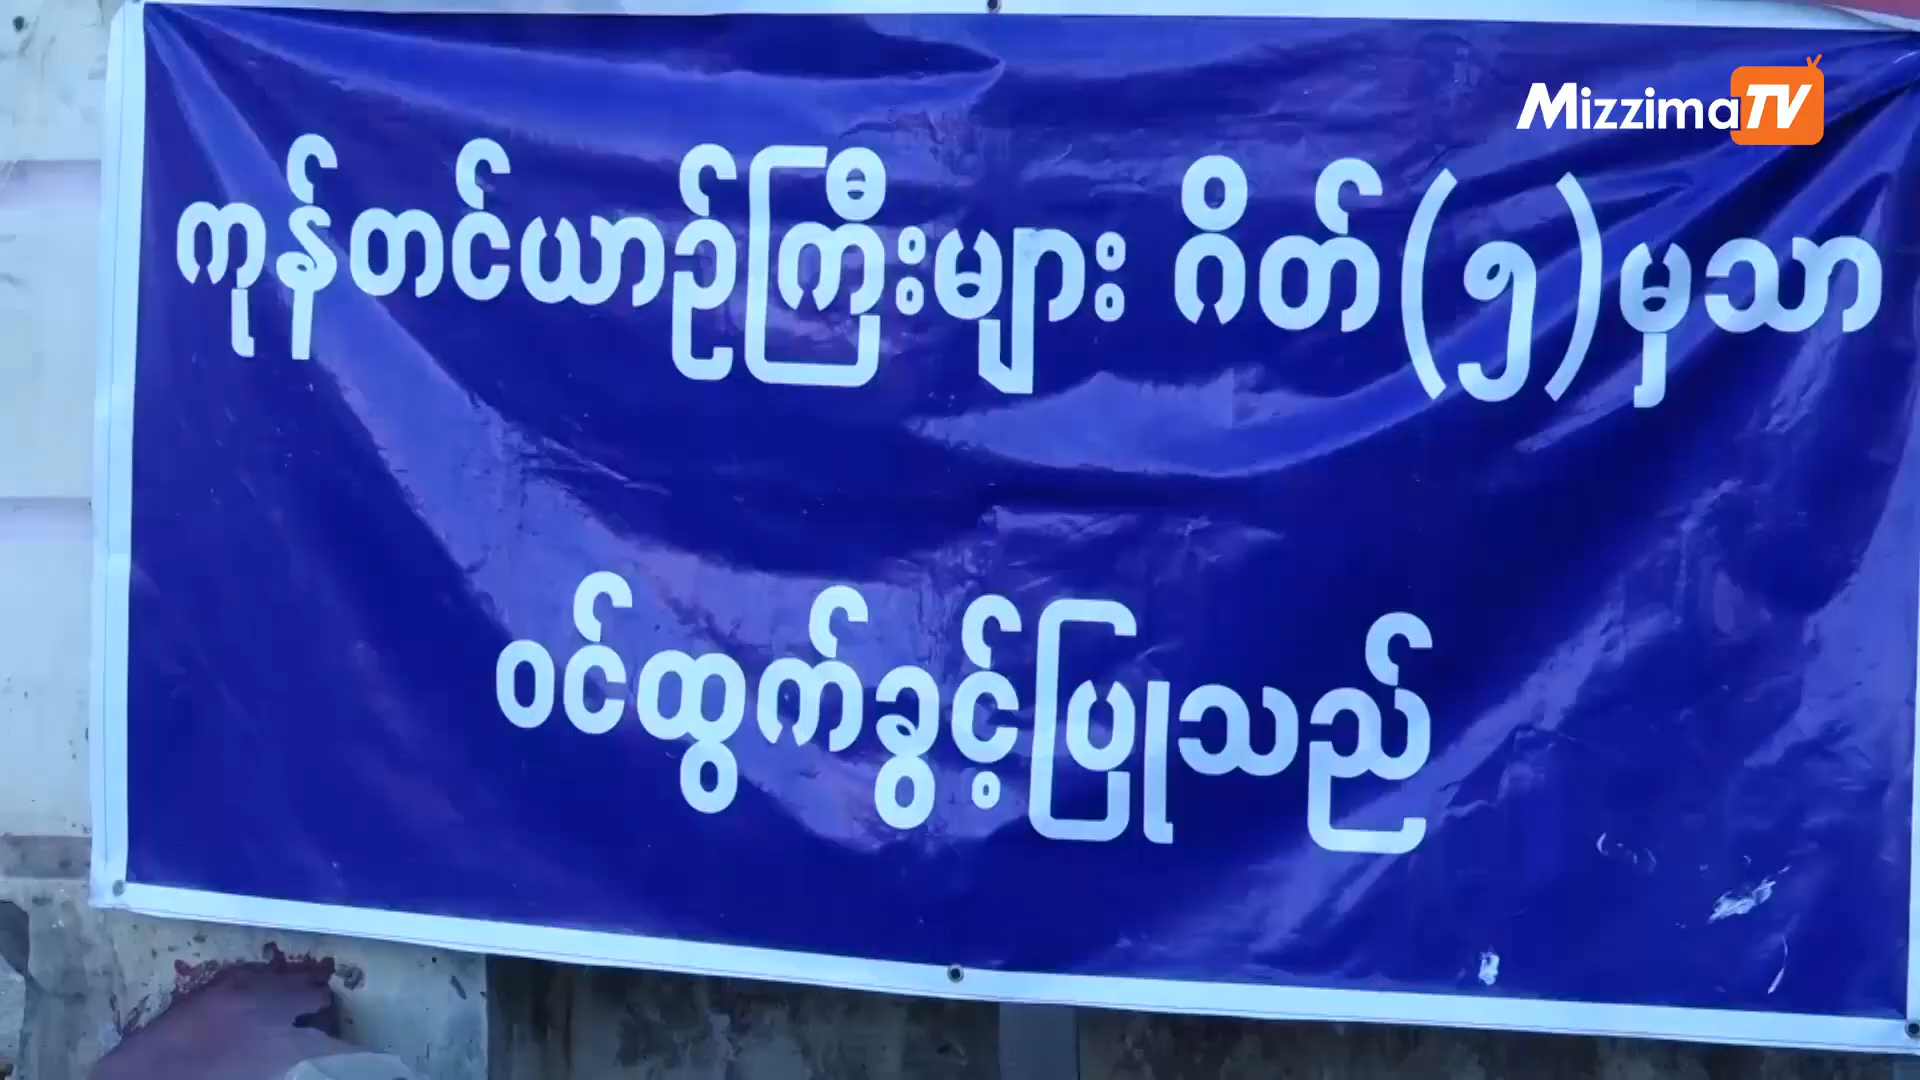 MizzimaTV
ကုန်တင်ယာဉ်ကြီးများ ဂိတ်(၅)မှသာ
ဝင်ထွက်ခွင့်ပြုသည်